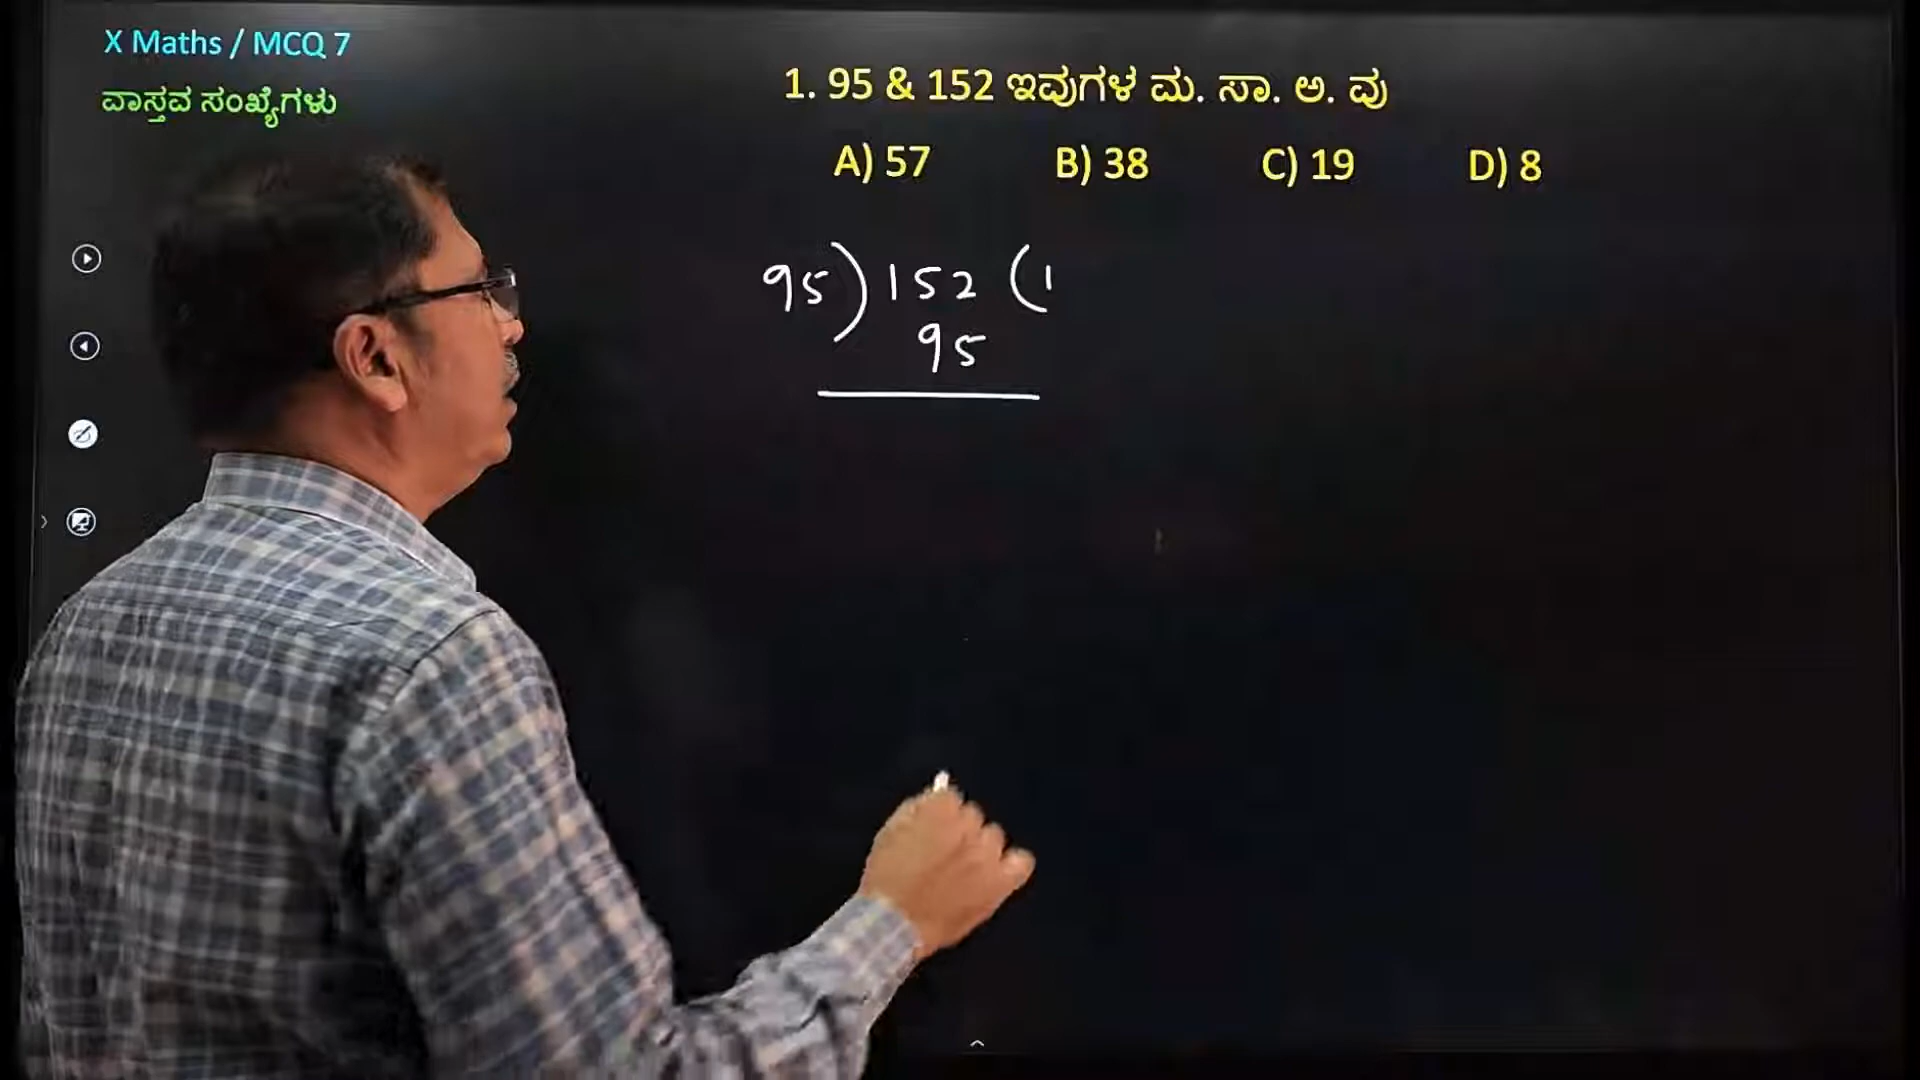 X Maths / MCQ 7
ವಾಸ್ತವ ಸಂಖ್ಯೆಗಳು
1. 95 & 152 ಇವುಗಳ ಮ. ಸಾ. ಅ. ವು
A) 57 B) 38 C) 19 D) 8
95) 152 (1
95